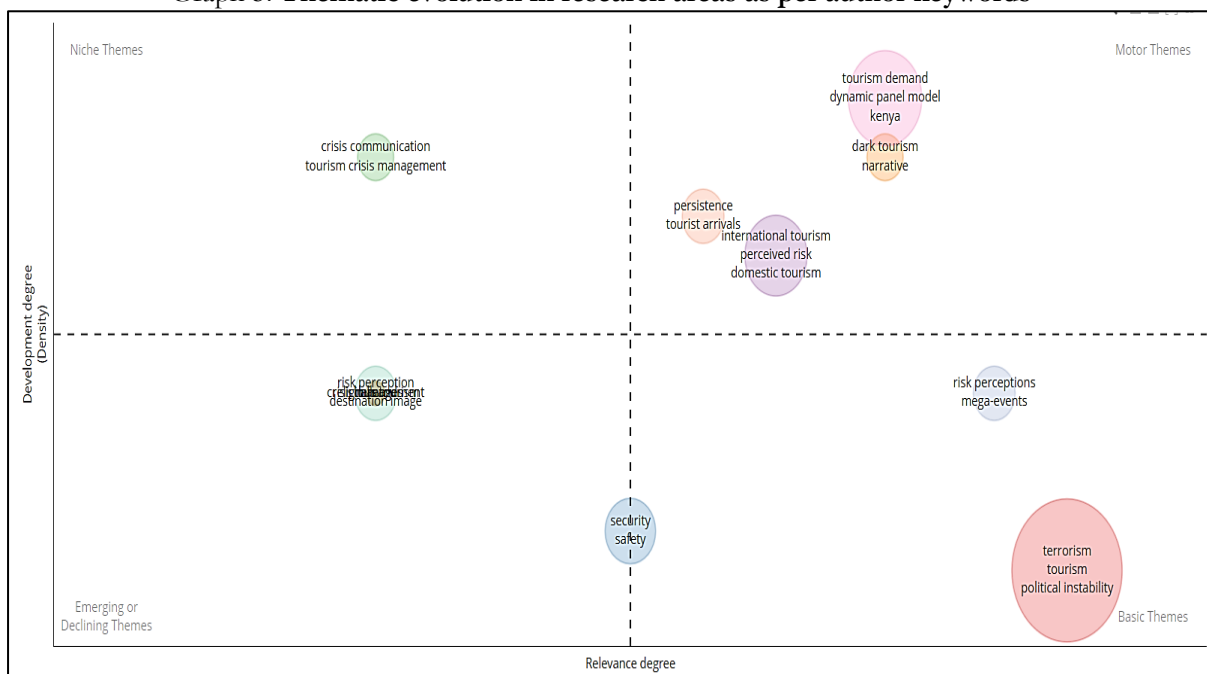 Graph 6: Thematic evolution in research areas as per author keywords
Niche Themes
Motor Themes
tourism demand
dynamic panel model
kenya
crisis communication
tourism crisis management
dark tourism
narrative
persistence
tourist arrivals
international tourism
perceived risk
domestic tourism
Development degree
(Density)
risk perception
destination image
risk perceptions
mega-events
security
safety
terrorism
tourism
political instability
Emerging or
Declining Themes
Basic Themes
Relevance degree